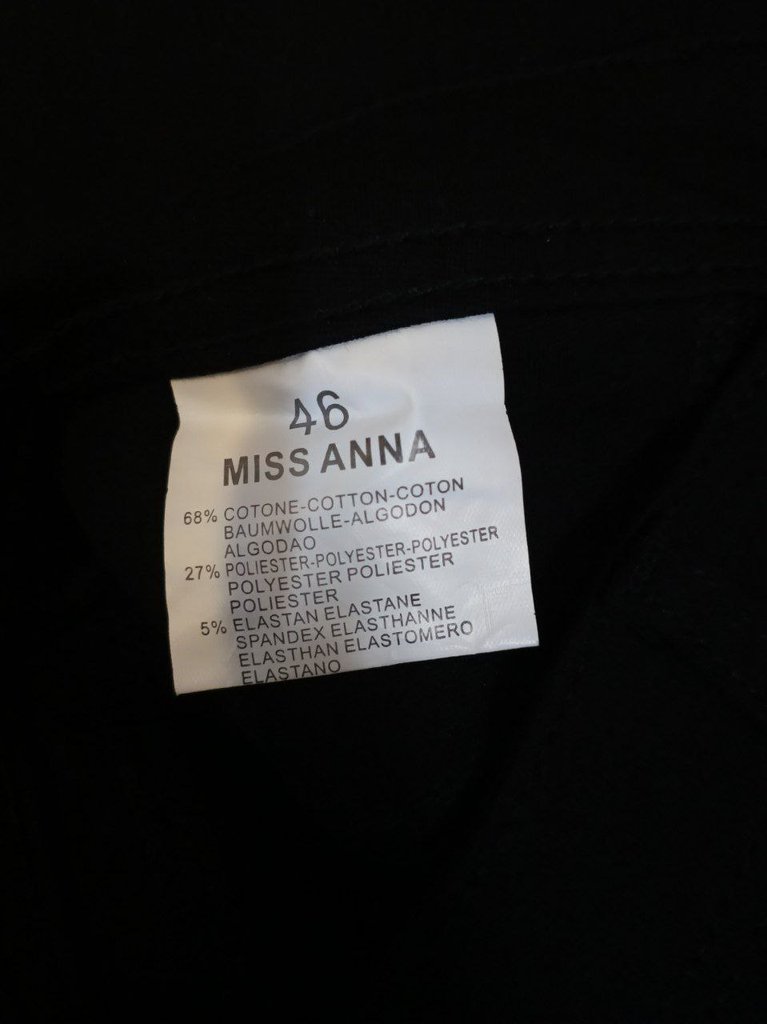 46
MISS ANNA
68% COTONE-COTTON-COTON
BAUMWOLLE-ALGODON
ALGODAO
27% POLIESTER-POLYESTER-POLYESTER
POLYESTER POLIESTER
POLIESTER
5% ELASTAN ELASTANE
SPANDEX ELASTHANNE
ELASTHAN ELASTOMERO
ELASTANO